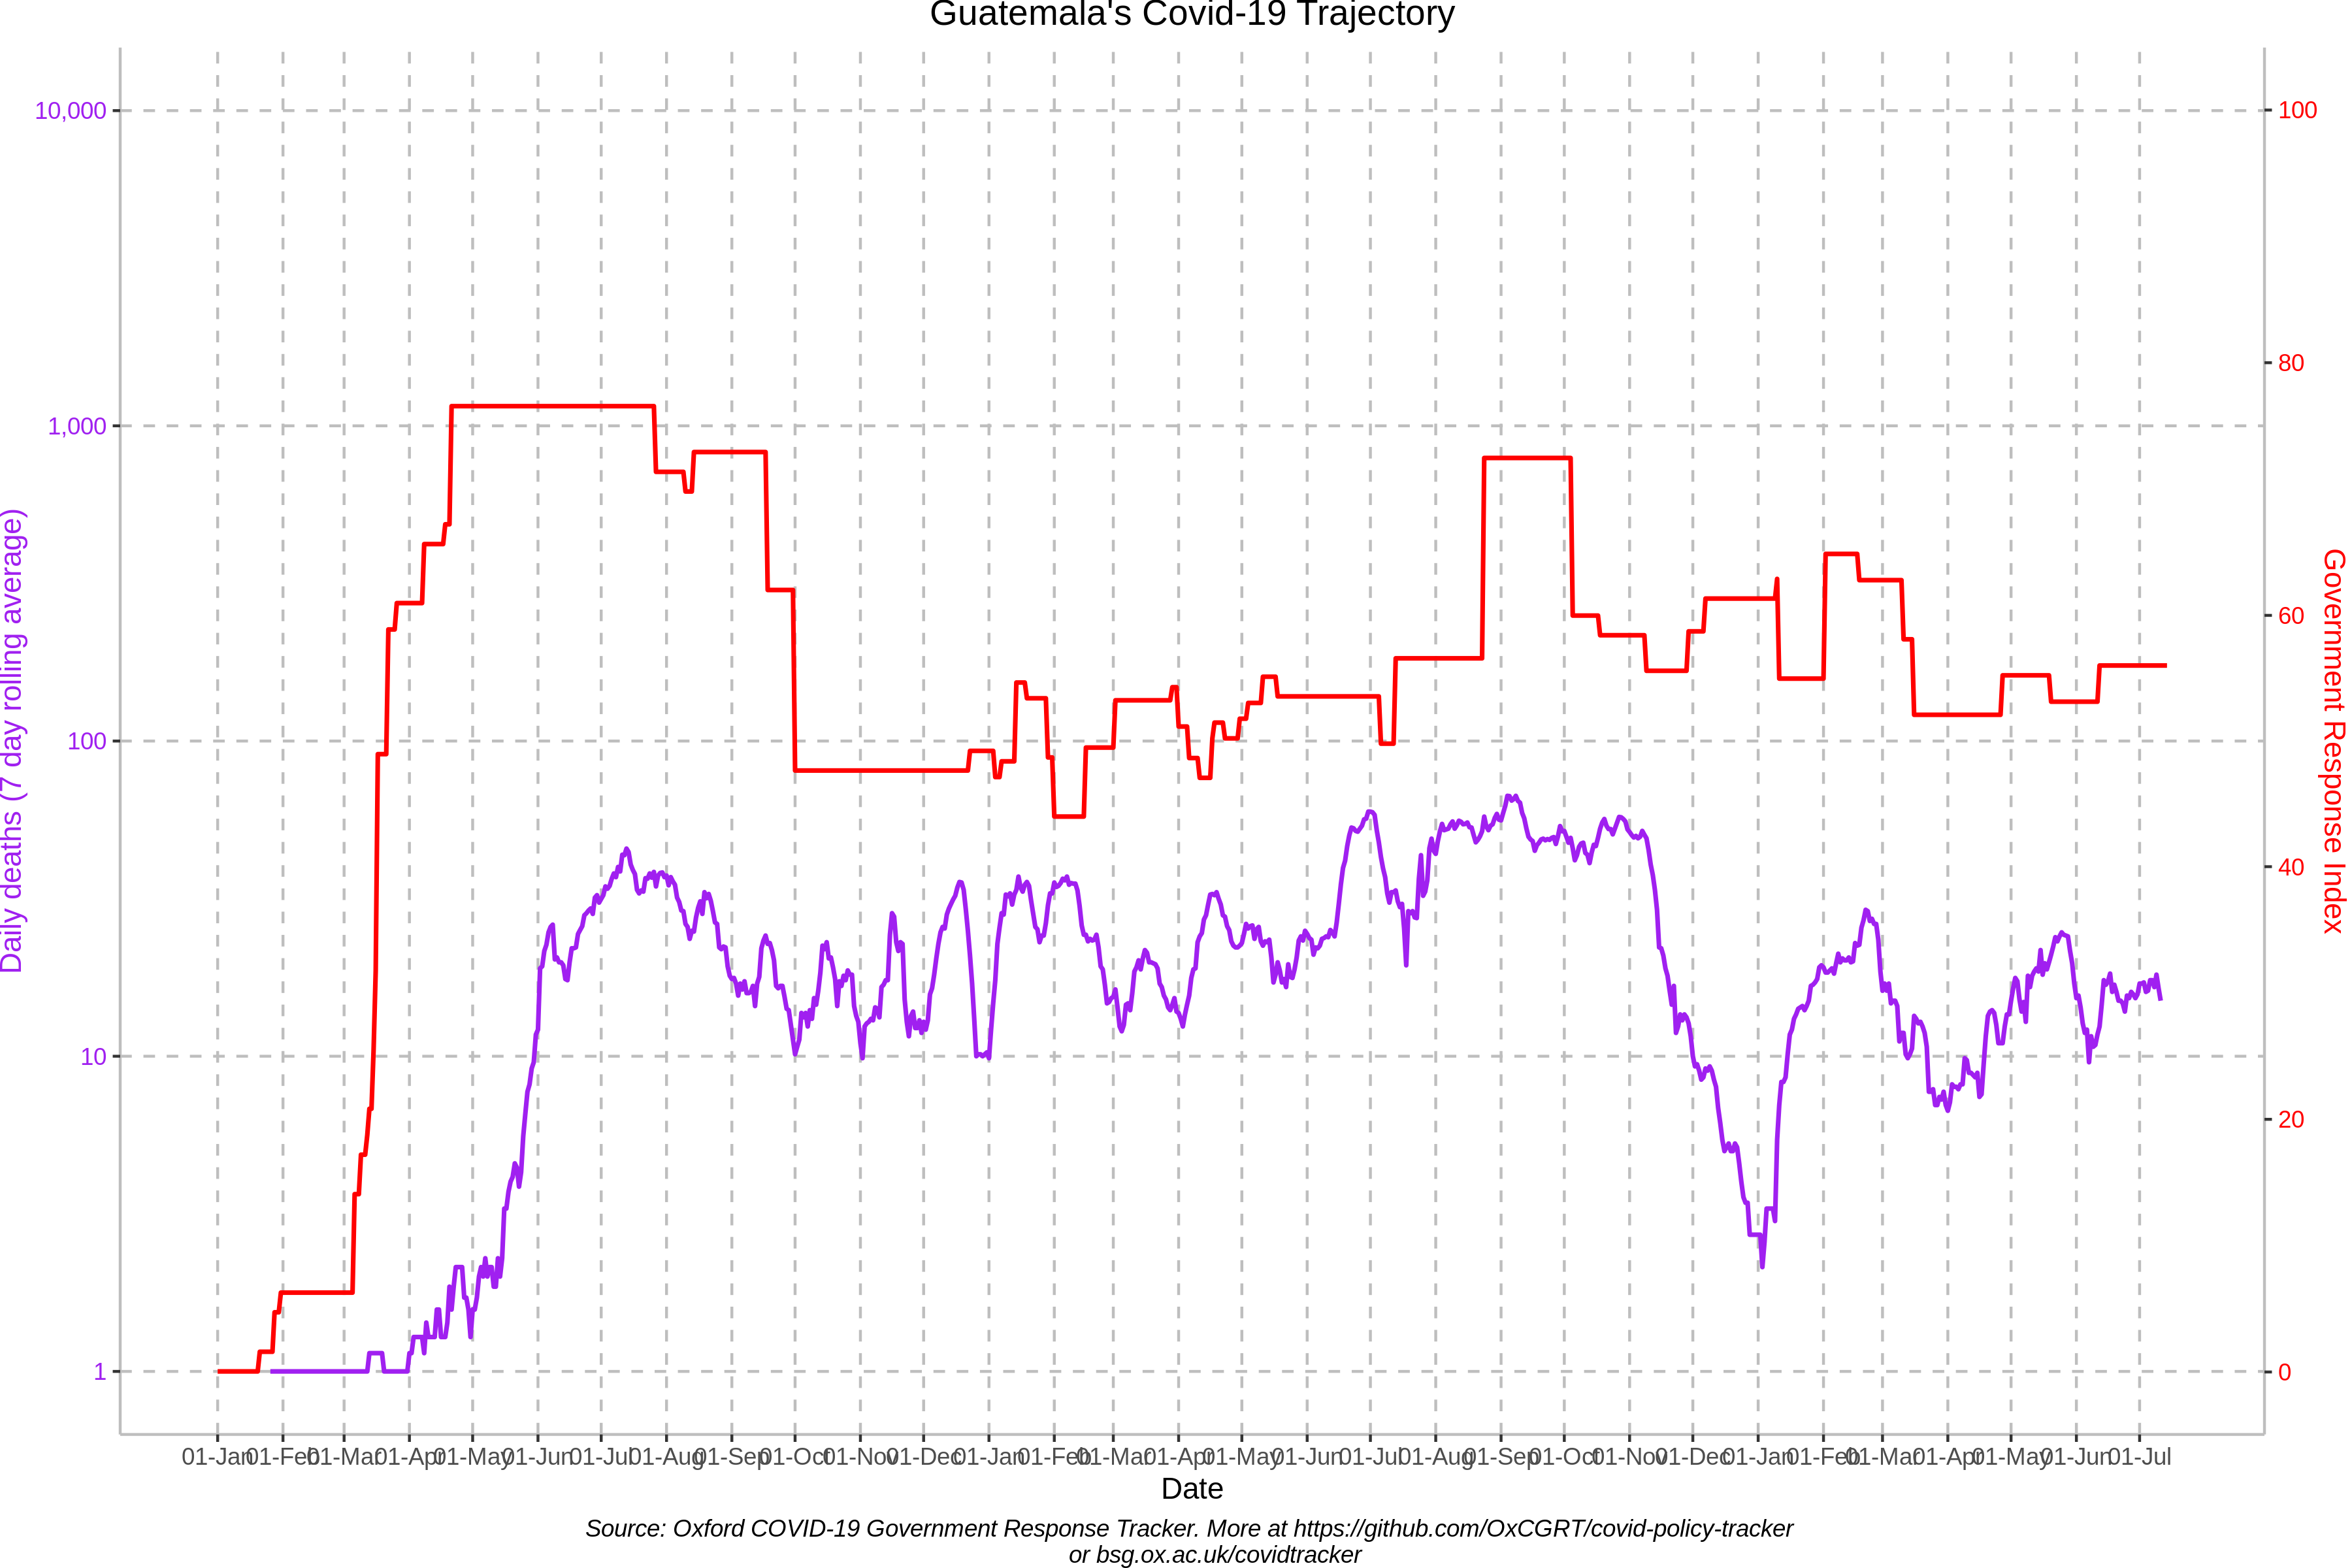 Guatemala's Covid-19 Trajectory
10,000
1,000
100
10
1
Daily deaths (7 day rolling average)
100
80
60
40
20
0
Government Response Index
01-Jan 01-Feb 01-Mar 01-Apr 01-May 01-Jun 01-Jul 01-Aug 01-Sep 01-Oct 01-Nov 01-Dec 01-Jan 01-Feb 01-Mar 01-Apr 01-May 01-Jun 01-Jul 01-Aug 01-Sep 01-Oct 01-Nov 01-Dec 01-Jan 01-Feb 01-Mar 01-Apr 01-May 01-Jun 01-Jul
Date
Source: Oxford COVID-19 Government Response Tracker. More at https://github.com/OxCGRT/covid-policy-tracker
or bsg.ox.ac.uk/covidtracker